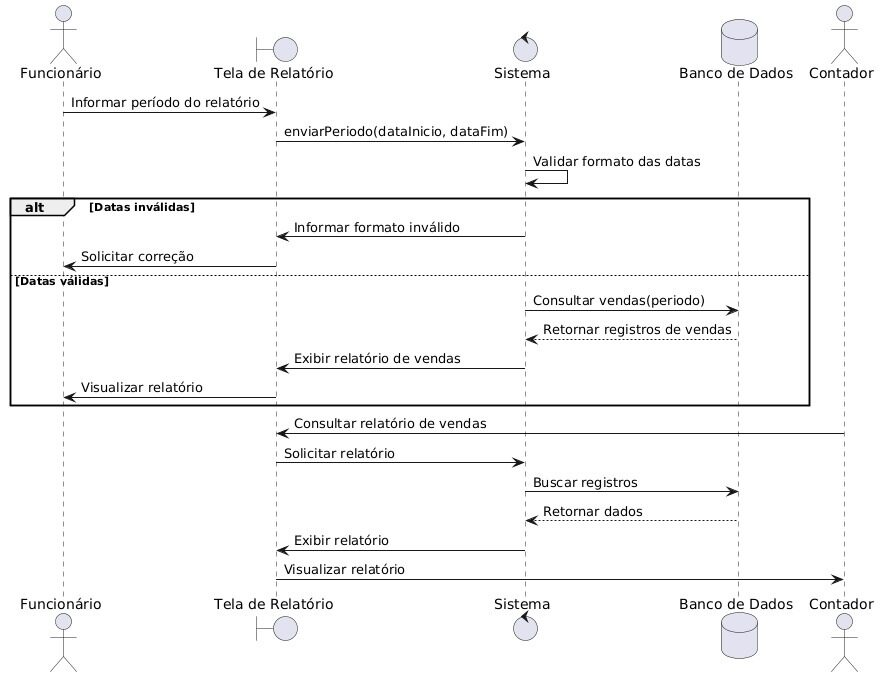 Funcionário
Tela de Relatório
Sistema
Banco de Dados
Contador
Informar período do relatório
enviarPeriodo(dataInicio, dataFim)
Validar formato das datas
alt
[Datas inválidas]
Informar formato inválido
Solicitar correção
[Datas válidas]
Consultar vendas(periodo)
Retornar registros de vendas
Exibir relatório de vendas
Visualizar relatório
Consultar relatório de vendas
Solicitar relatório
Buscar registros
Retornar dados
Exibir relatório
Visualizar relatório
Funcionário
Tela de Relatório
Sistema
Banco de Dados
Contador